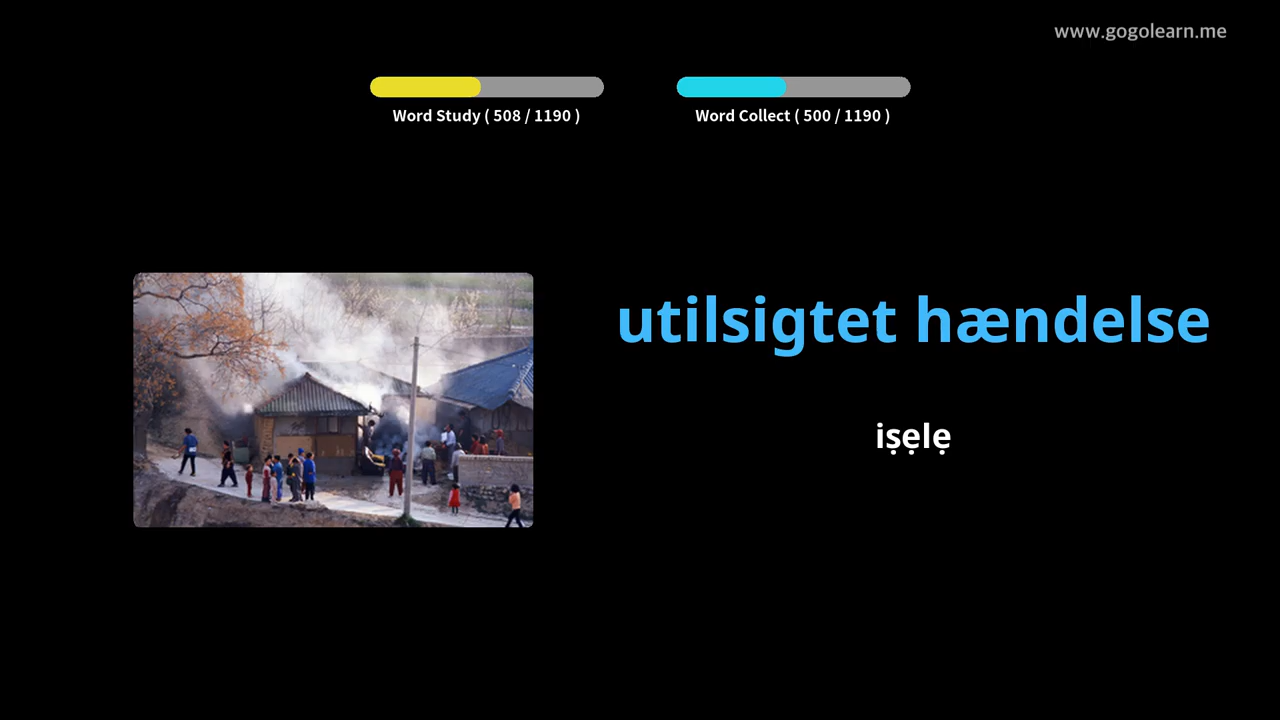 www.gogolearn.me
Word Study ( 508 / 1190 )
Word Collect ( 500 / 1190 )
utilsigtet hændelse
iṣẹlẹ